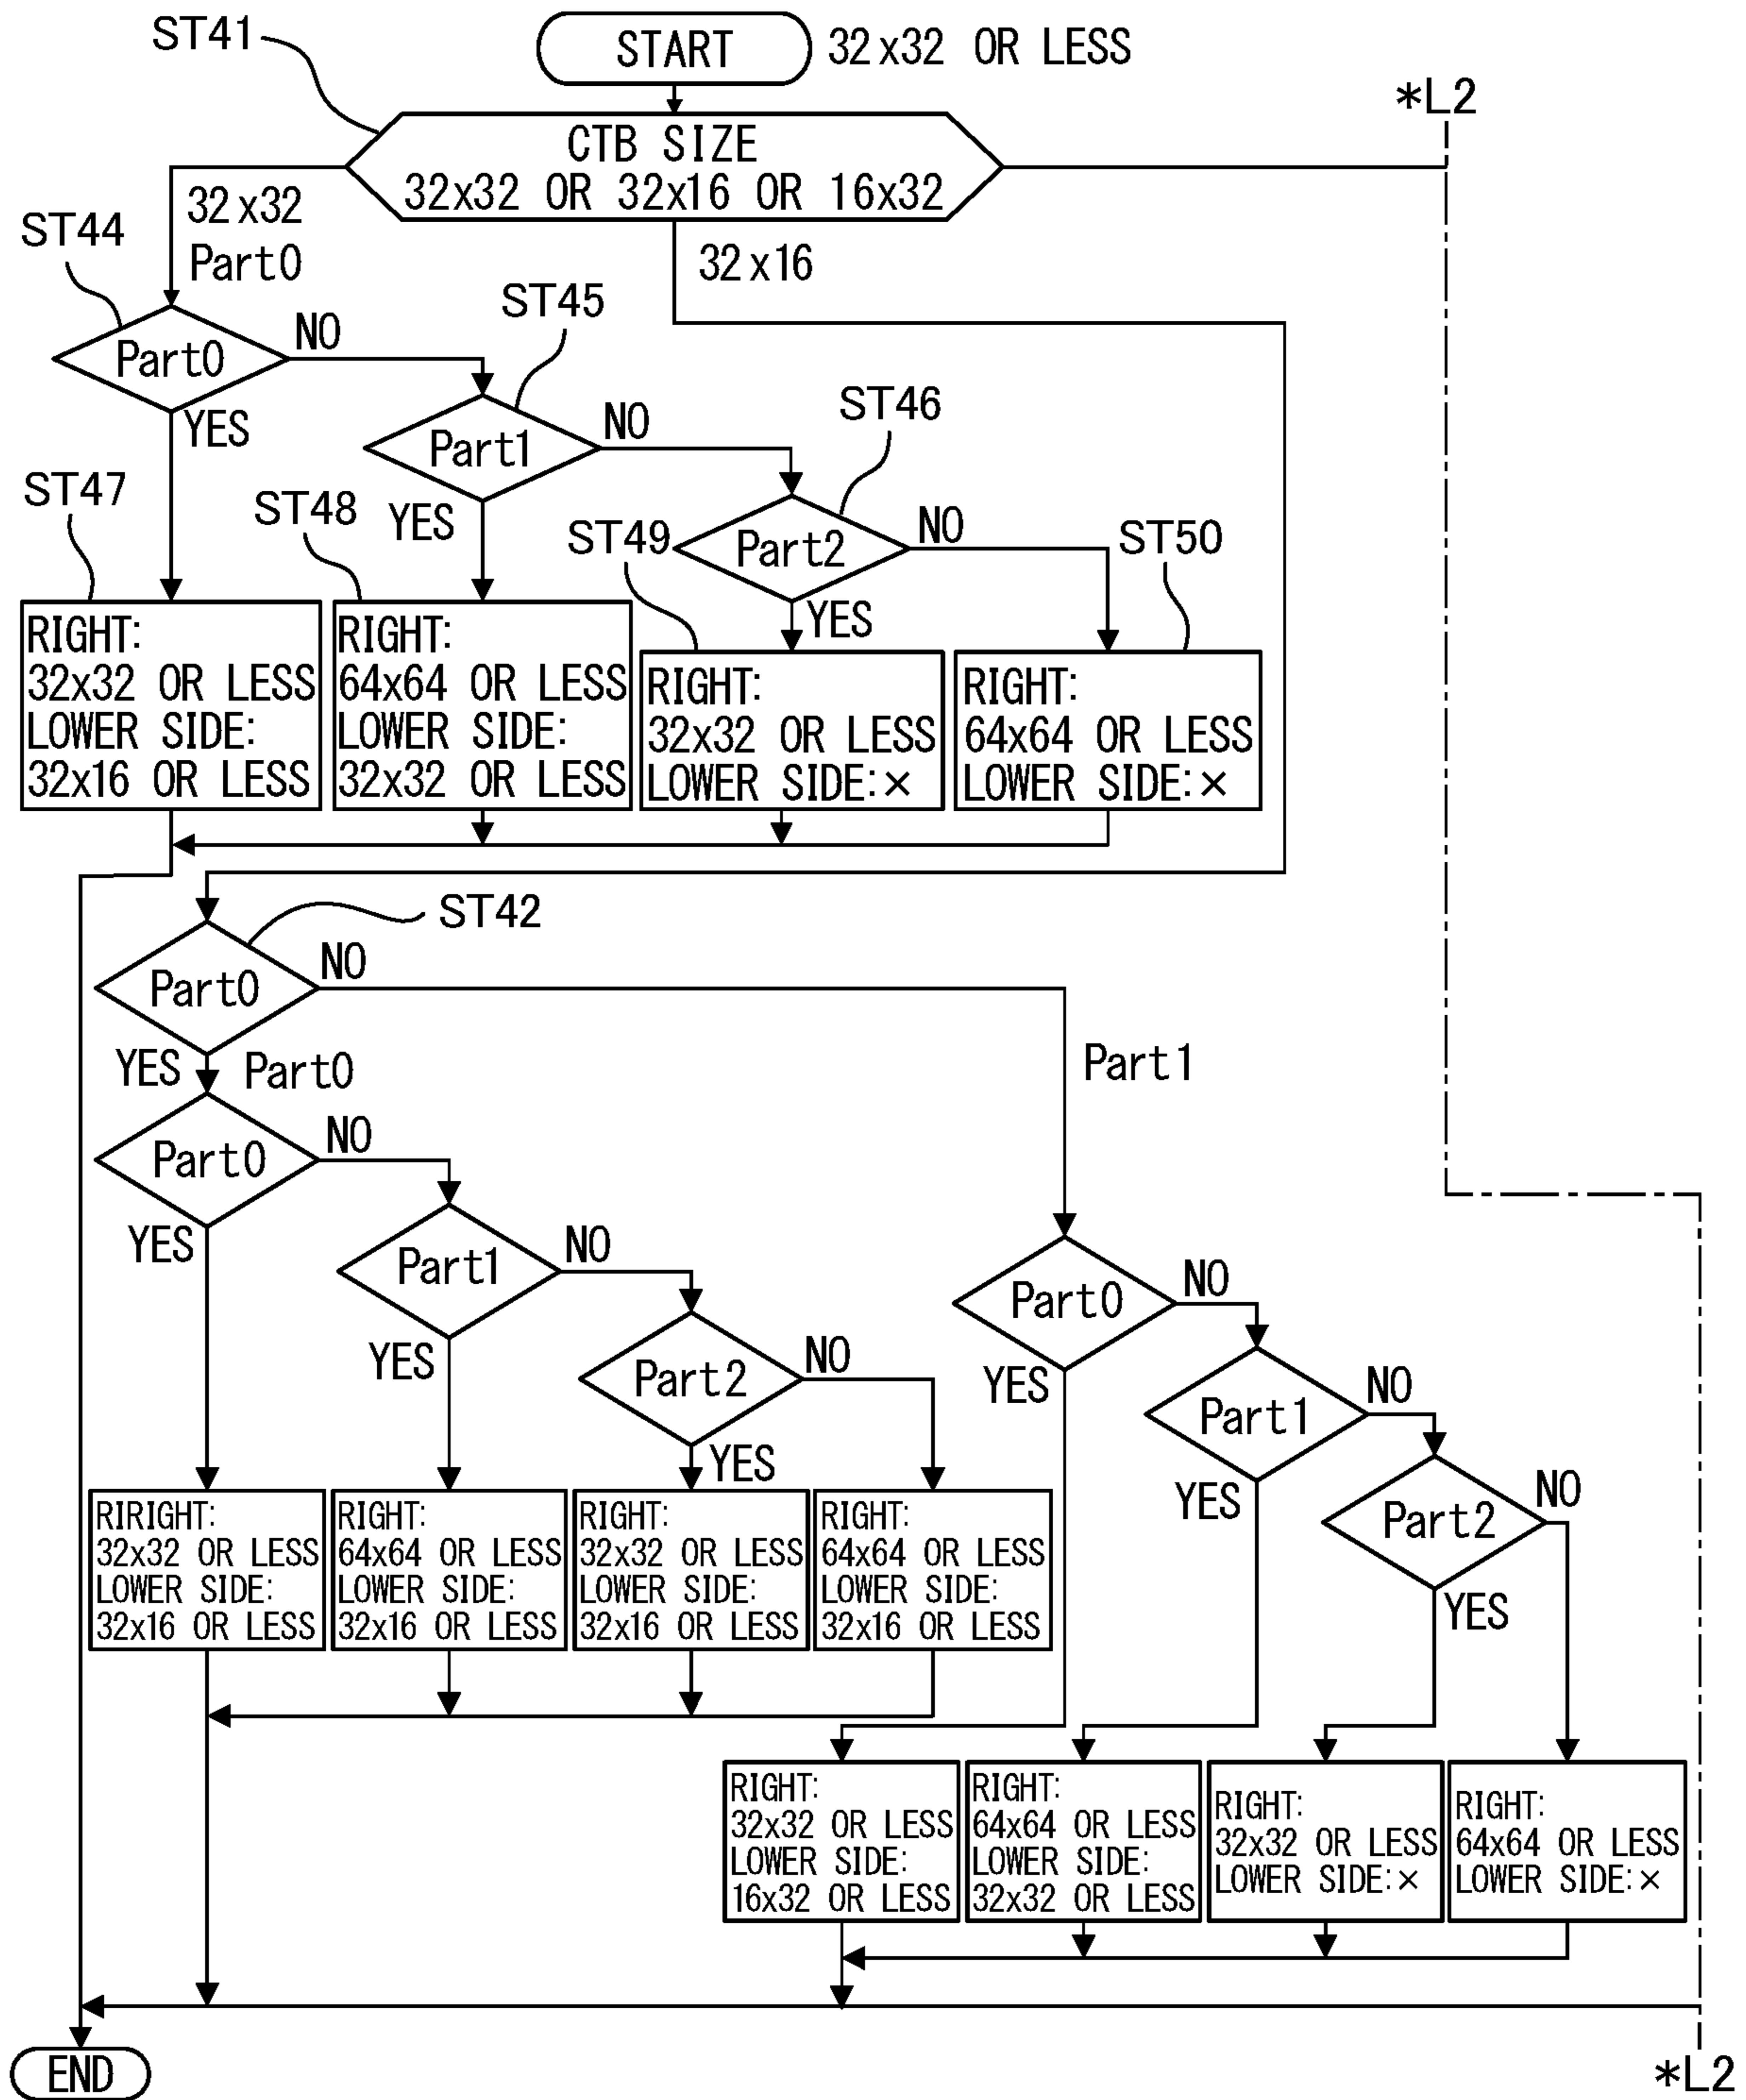 ST41
START
32x32 OR LESS
*L2
CTB SIZE
32x32 OR 32x16 OR 16x32
32x32
Part0
32x16
ST44
Part0
NO
YES
ST45
Part1
NO
YES
ST46
Part2
NO
YES
ST47
ST48
ST49
ST50
RIGHT:
32x32 OR LESS
LOWER SIDE:
32x16 OR LESS
RIGHT:
64x64 OR LESS
LOWER SIDE:
32x32 OR LESS
RIGHT:
32x32 OR LESS
LOWER SIDE:×
RIGHT:
64x64 OR LESS
LOWER SIDE:×
ST42
Part0
NO
YES
Part0
Part1
Part0
NO
YES
Part1
NO
YES
Part2
NO
YES
Part0
NO
YES
Part1
NO
YES
Part2
NO
YES
RIRIGHT:
32x32 OR LESS
LOWER SIDE:
32x16 OR LESS
RIGHT:
64x64 OR LESS
LOWER SIDE:
32x16 OR LESS
RIGHT:
32x32 OR LESS
LOWER SIDE:
32x16 OR LESS
RIGHT:
64x64 OR LESS
LOWER SIDE:
32x16 OR LESS
RIGHT:
32x32 OR LESS
LOWER SIDE:
16x32 OR LESS
RIGHT:
64x64 OR LESS
LOWER SIDE:
32x32 OR LESS
RIGHT:
32x32 OR LESS
LOWER SIDE:×
RIGHT:
64x64 OR LESS
LOWER SIDE:×
END
*L2